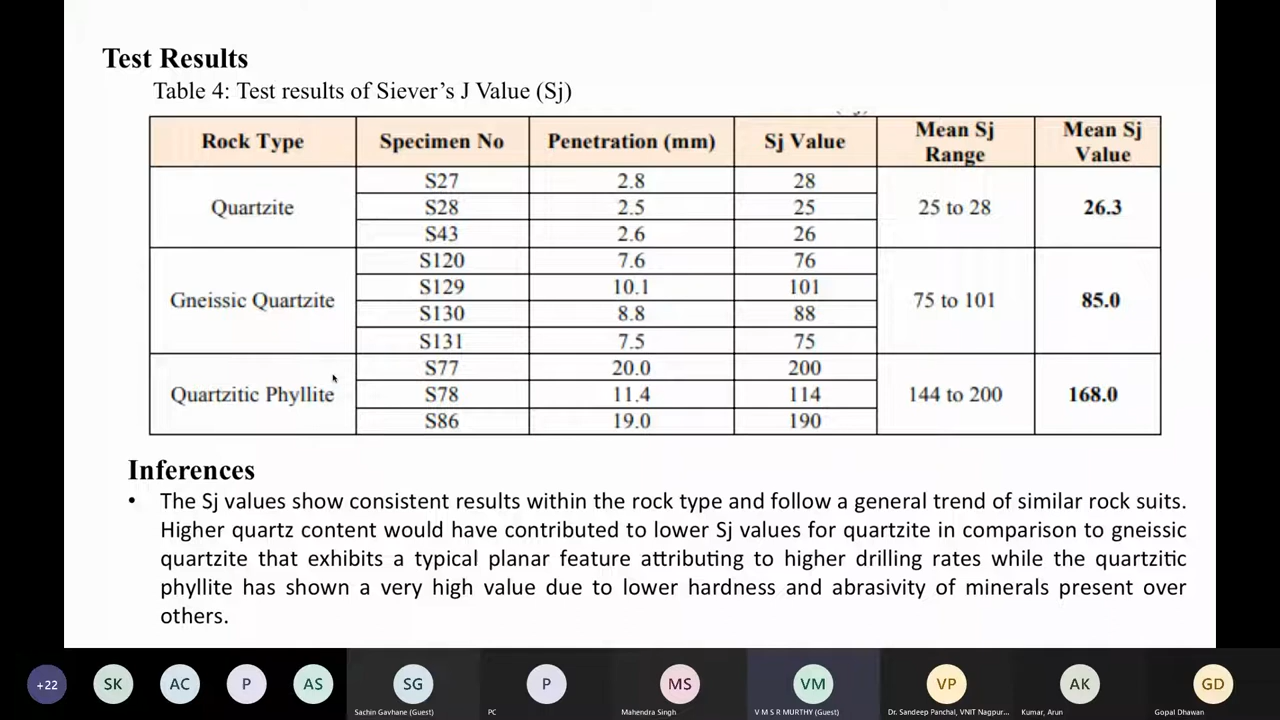 Test Results
Table 4: Test results of Siever's J Value (Sj)
Rock Type Specimen No Penetration (mm) Sj Value Mean Sj Range Mean Sj Value
Quartzite S27 2.8 28 25 to 28 26.3
S28 2.5 25
S43 2.6 26
Gneissic Quartzite S120 7.6 76 75 to 101 85.0
S129 10.1 101
S130 8.8 88
S131 7.5 75
Quartzitic Phyllite S77 20.0 200 144 to 200 168.0
S78 11.4 114
S86 19.0 190
Inferences
• The Sj values show consistent results within the rock type and follow a general trend of similar rock suits.
Higher quartz content would have contributed to lower Sj values for quartzite in comparison to gneissic
quartzite that exhibits a typical planar feature attributing to higher drilling rates while the quartzitic
phyllite has shown a very high value due to lower hardness and abrasivity of minerals present over
others.
+22 SK AC P AS SG P MS VM VP AK GD
Sachin Gavhane (Guest) PC Mahendra Singh V M S R MURTHY (Guest) Dr. Sandeep Panchal, VNIT Nagpur... Kumar, Arun Gopal Dhawan